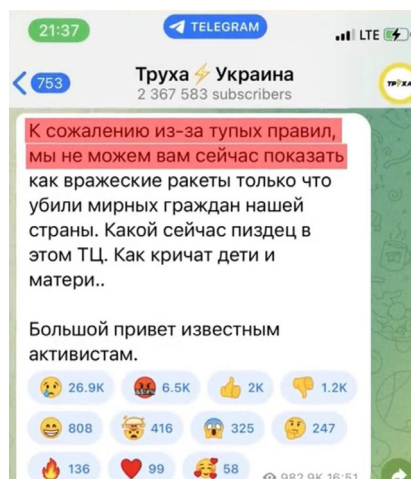 21:37
TELEGRAM
LTE
753
Труха⚡Украина
2 367 583 subscribers
ТРУХА
К сожалению из-за тупых правил,
мы не можем вам сейчас показать
как вражеские ракеты только что
убили мирных граждан нашей
страны. Какой сейчас пиздец в
этом ТЦ. Как кричат дети и
матери..
Большой привет известным
активистам.
😢 26.9K 🤬 6.5K 👍 2K 👎 1.2K
😁 808 🤯 416 😱 325 🤔 247
🔥 136 ❤️ 99 🥰 58 982.9K 16:51